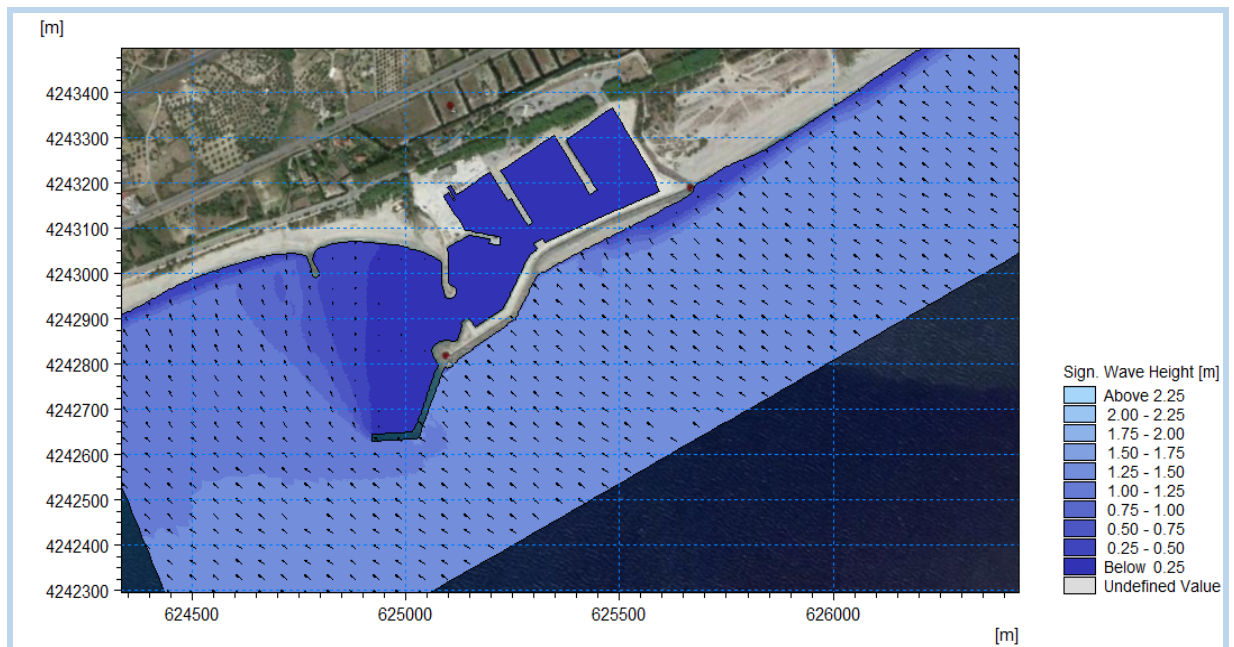 [m]
4243400
4243300
4243200
4243100
4243000
4242900
4242800
4242700
4242600
4242500
4242400
4242300
624500 625000 625500 626000
[m]
Sign. Wave Height [m]
Above 2.25
2.00 - 2.25
1.75 - 2.00
1.50 - 1.75
1.25 - 1.50
1.00 - 1.25
0.75 - 1.00
0.50 - 0.75
0.25 - 0.50
Below 0.25
Undefined Value